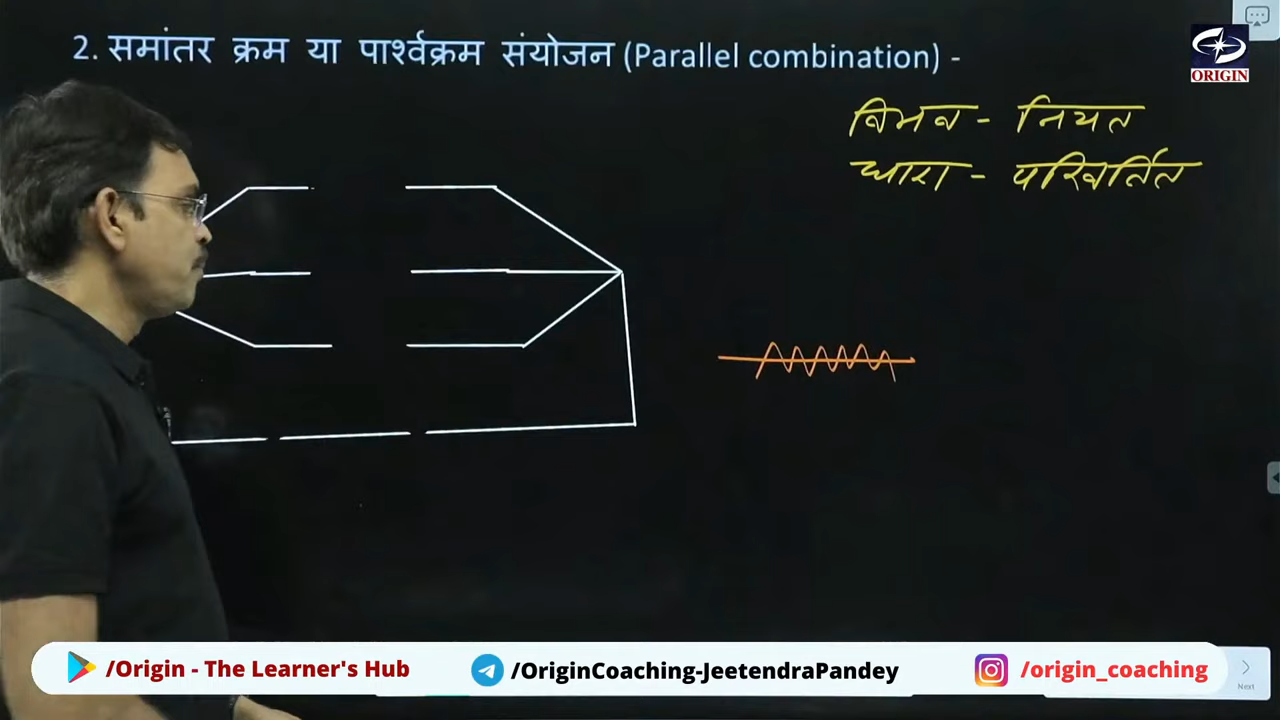 2. समांतर क्रम या पार्श्वक्रम संयोजन (Parallel combination) -
ORIGIN
विभव - नियत
धारा - परिवर्तित
/Origin - The Learner's Hub
/OriginCoaching-JeetendraPandey
/origin_coaching
Next